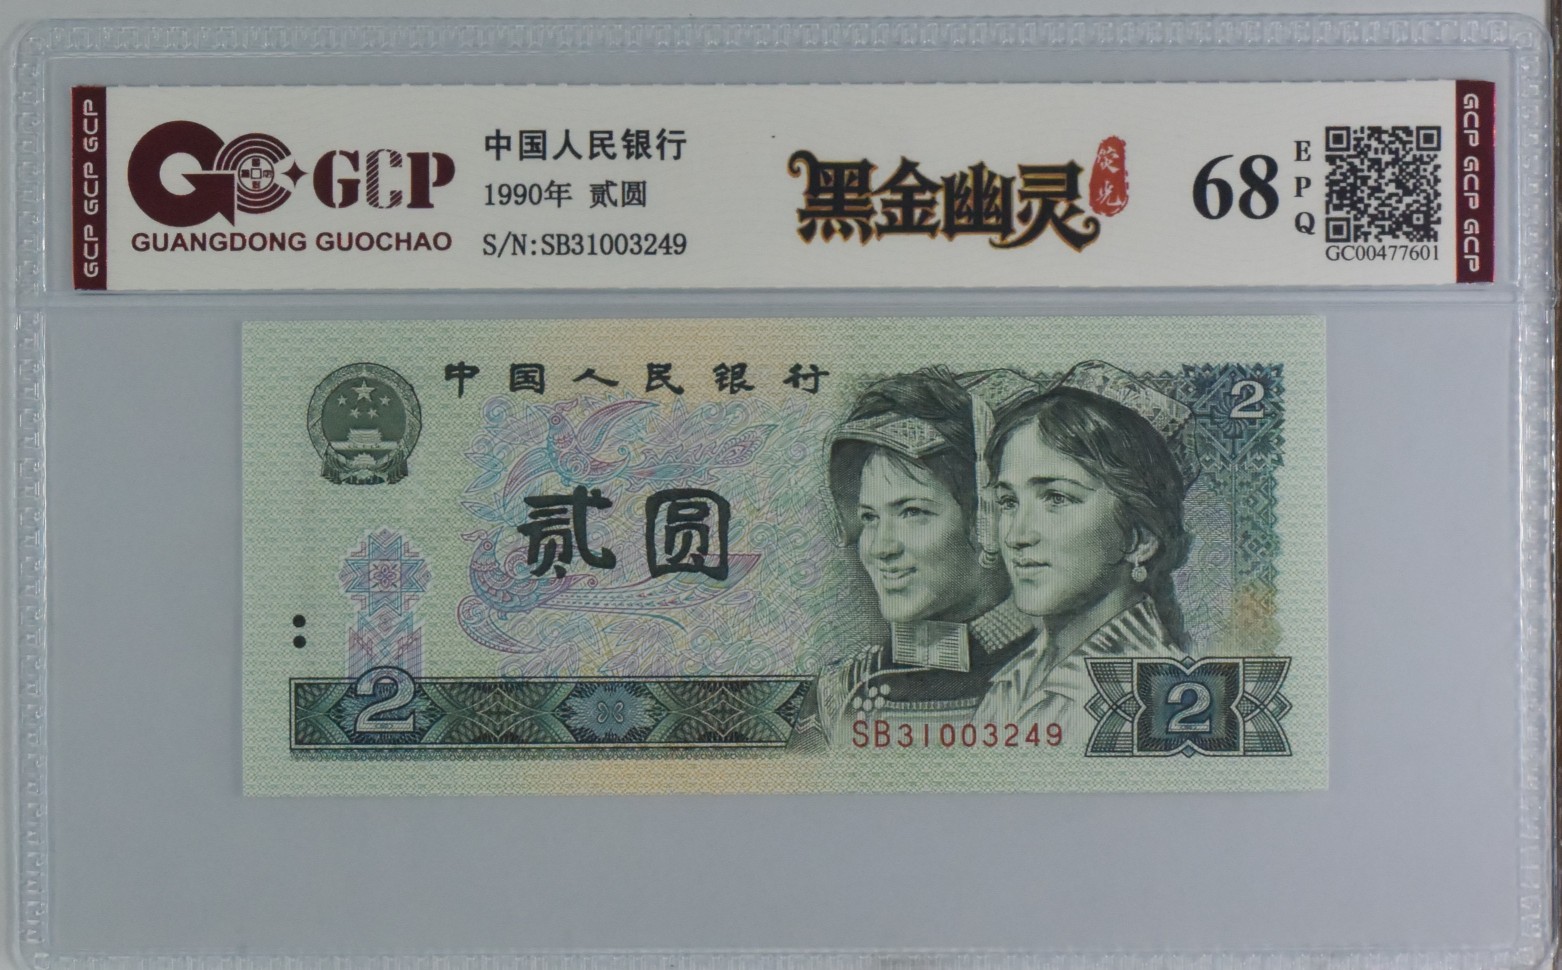 GCP GCP GCP
GCP
GUANGDONG GUOCHAO
中国人民银行
1990年 贰圆
S/N:SB31003249
黑金幽灵
荧光
68
EPQ
GC00477601
GCP GCP GCP
中国人民银行
2
贰圆
2
SB31003249
2